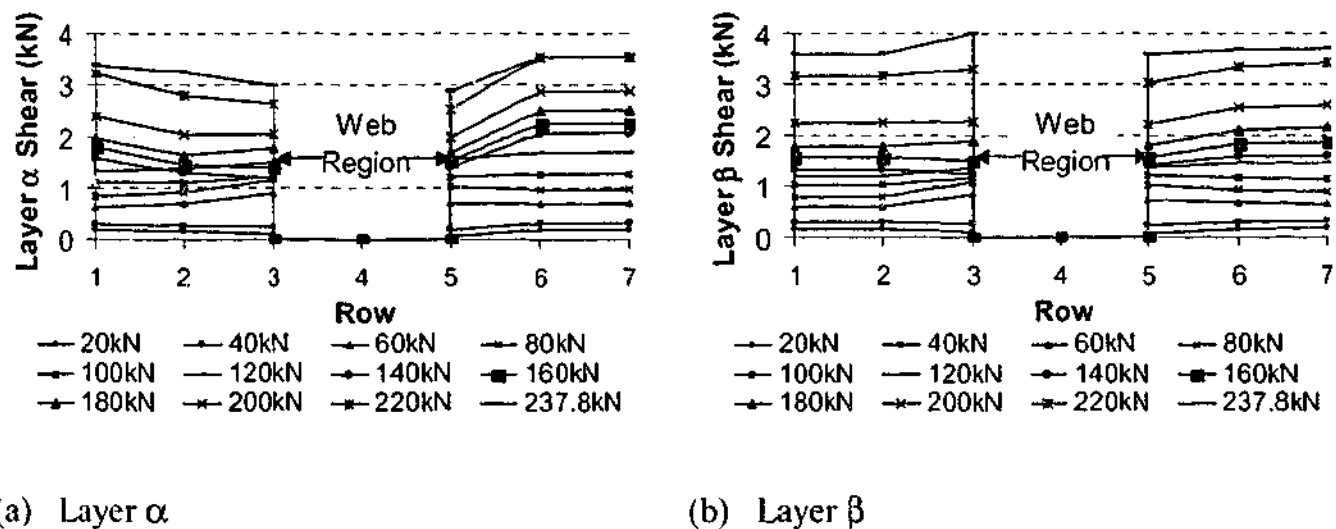 Layer α Shear (kN)
4
3
2
1
0
Web
Region
1 2 3 4 5 6 7
Row
20kN 40kN 60kN 80kN
100kN 120kN 140kN 160kN
180kN 200kN 220kN 237.8kN
(a) Layer α
Layer β Shear (kN)
4
3
2
1
0
Web
Region
1 2 3 4 5 6 7
Row
20kN 40kN 60kN 80kN
100kN 120kN 140kN 160kN
180kN 200kN 220kN 237.8kN
(b) Layer β